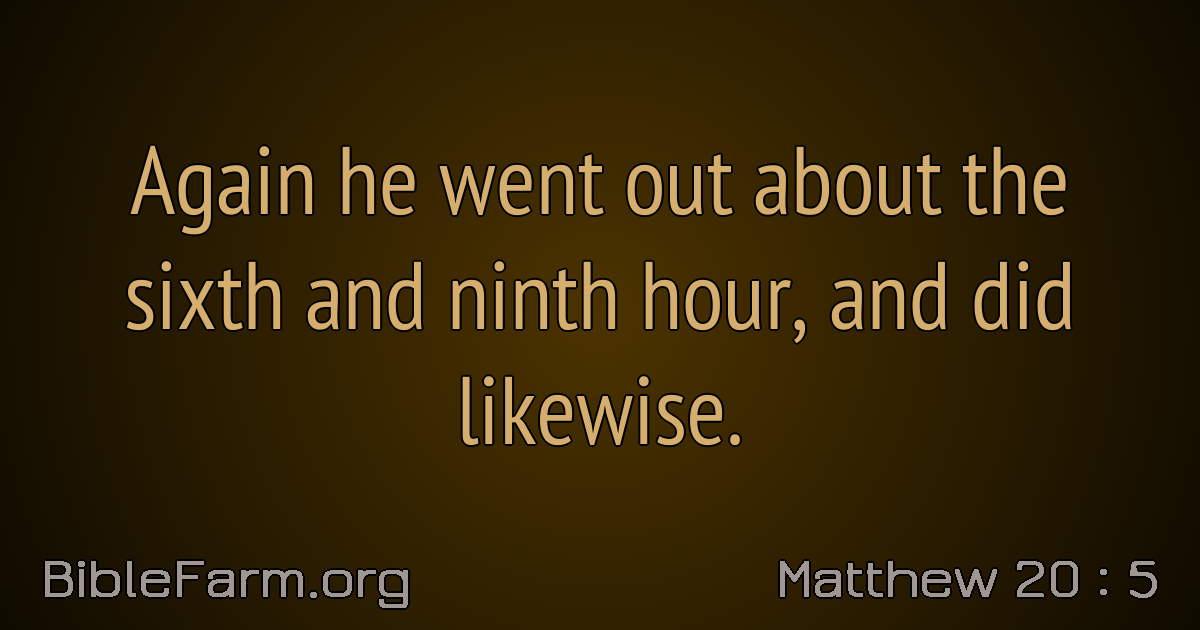 Again he went out about the
sixth and ninth hour, and did
likewise.
BibleFarm.org
Matthew 20 : 5